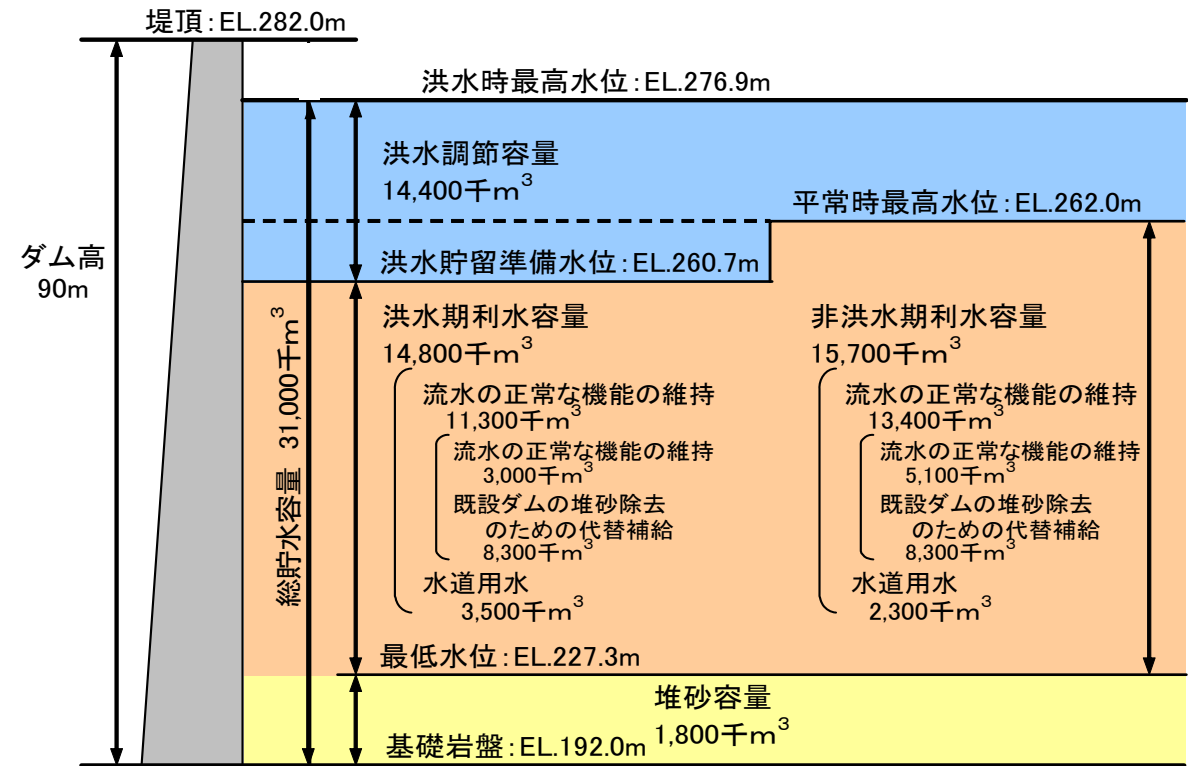 堤頂:EL.282.0m
洪水時最高水位:EL.276.9m
洪水調節容量
14,400千m³
平常時最高水位:EL.262.0m
ダム高
90m
洪水貯留準備水位:EL.260.7m
総貯水容量 31,000千m³
洪水期利水容量
14,800千m³
流水の正常な機能の維持
11,300千m³
流水の正常な機能の維持
3,000千m³
既設ダムの堆砂除去
のための代替補給
8,300千m³
水道用水
3,500千m³
非洪水期利水容量
15,700千m³
流水の正常な機能の維持
13,400千m³
流水の正常な機能の維持
5,100千m³
既設ダムの堆砂除去
のための代替補給
8,300千m³
水道用水
2,300千m³
最低水位:EL.227.3m
堆砂容量
1,800千m³
基礎岩盤:EL.192.0m